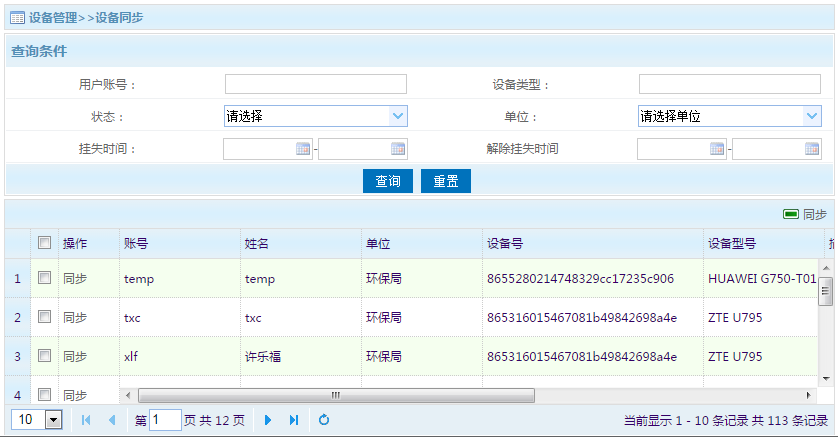 设备管理>>设备同步
查询条件
用户账号： 设备类型：
状态： 请选择 单位： 请选择单位
挂失时间： - 解除挂失时间 -
查询 重置
同步
操作 账号 姓名 单位 设备号 设备型号
1 同步 temp temp 环保局 8655280214748329cc17235c906 HUAWEI G750-T01
2 同步 txc txc 环保局 865316015467081b49842698a4e ZTE U795
3 同步 xlf 许乐福 环保局 865316015467081b49842698a4e ZTE U795
4 同步
10 第 1 页 共 12 页 当前显示 1 - 10 条记录 共 113 条记录